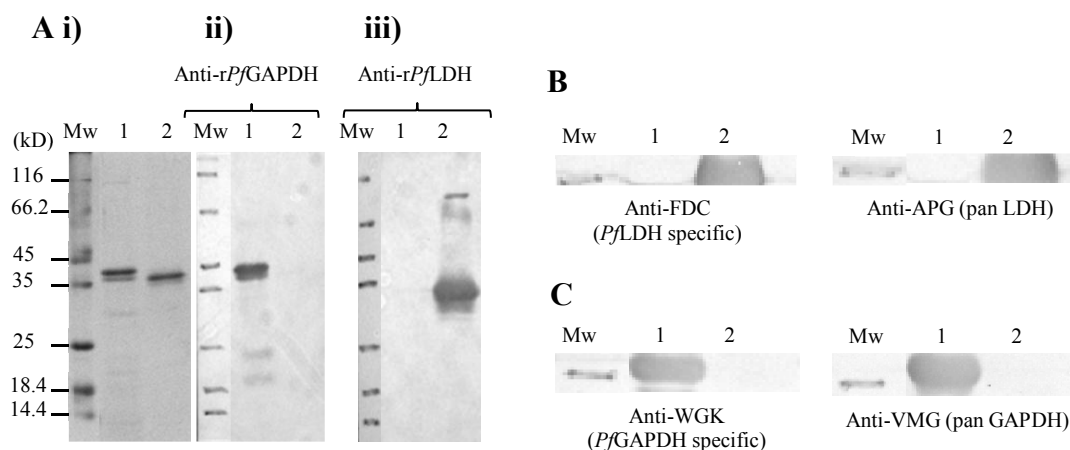 A i)
ii)
iii)
Anti-rPfGAPDH
Anti-rPfLDH
(kD)
Mw 1 2
Mw 1 2
Mw 1 2
116
66.2
45
35
25
18.4
14.4
B
Mw 1 2
Anti-FDC
(PfLDH specific)
Mw 1 2
Anti-APG (pan LDH)
C
Mw 1 2
Anti-WGK
(PfGAPDH specific)
Mw 1 2
Anti-VMG (pan GAPDH)